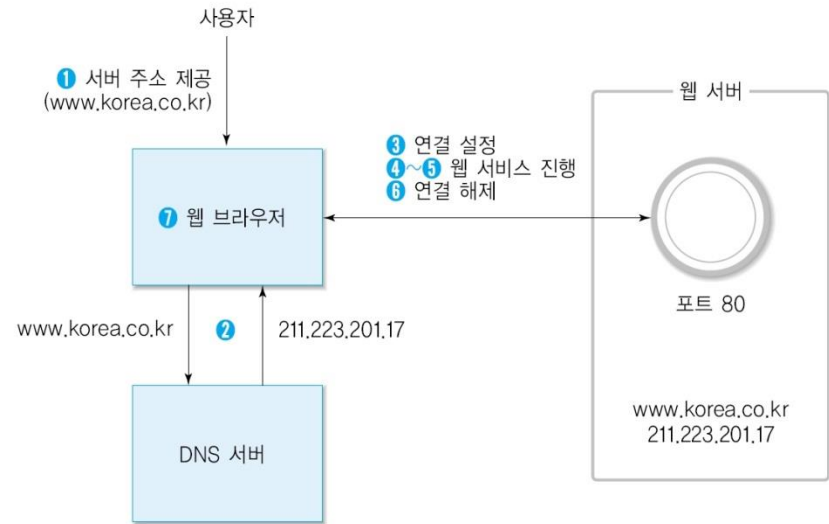 사용자
❶ 서버 주소 제공
(www.korea.co.kr)
웹 서버
❸ 연결 설정
❹~❺ 웹 서비스 진행
❻ 연결 해제
❼ 웹 브라우저
포트 80
www.korea.co.kr
❷
211.223.201.17
www.korea.co.kr
211.223.201.17
DNS 서버